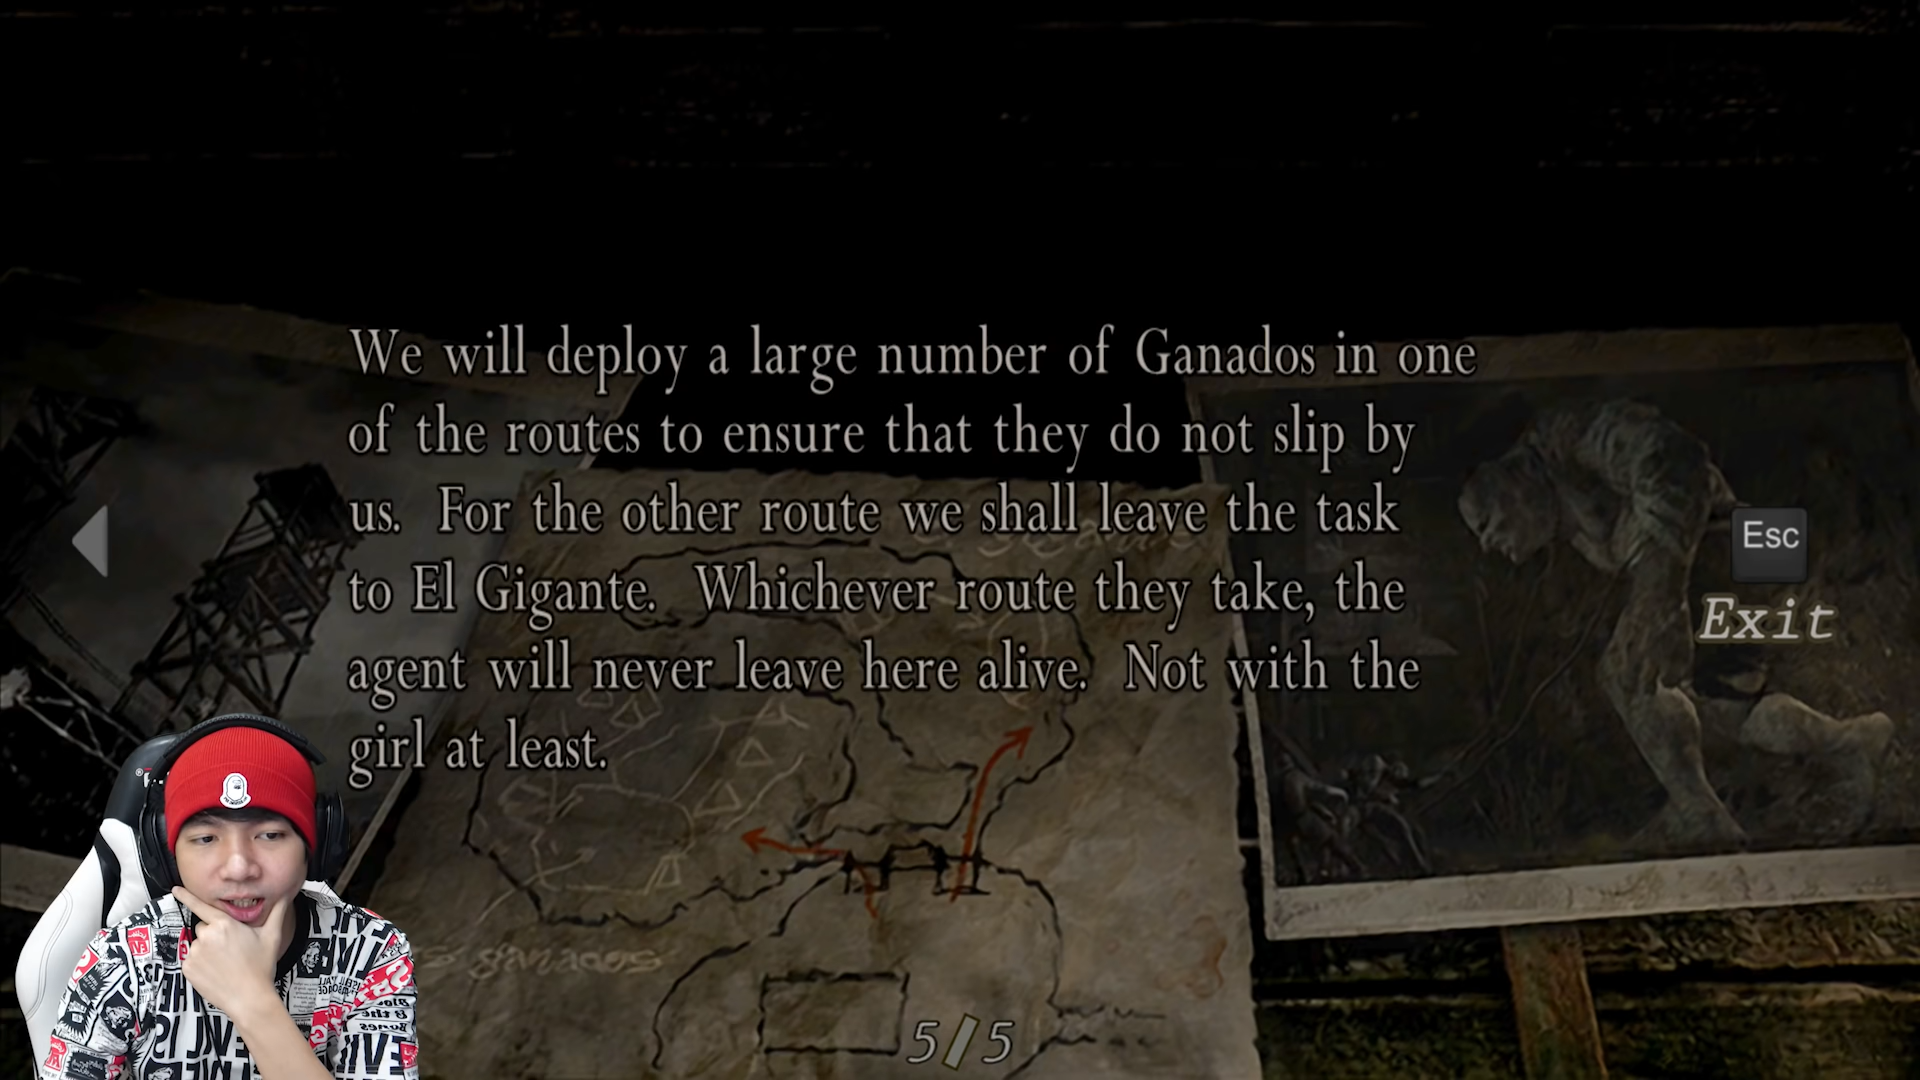 We will deploy a large number of Ganados in one
of the routes to ensure that they do not slip by
us. For the other route we shall leave the task
to El Gigante. Whichever route they take, the
agent will never leave here alive. Not with the
girl at least.
Esc
Exit
5/5